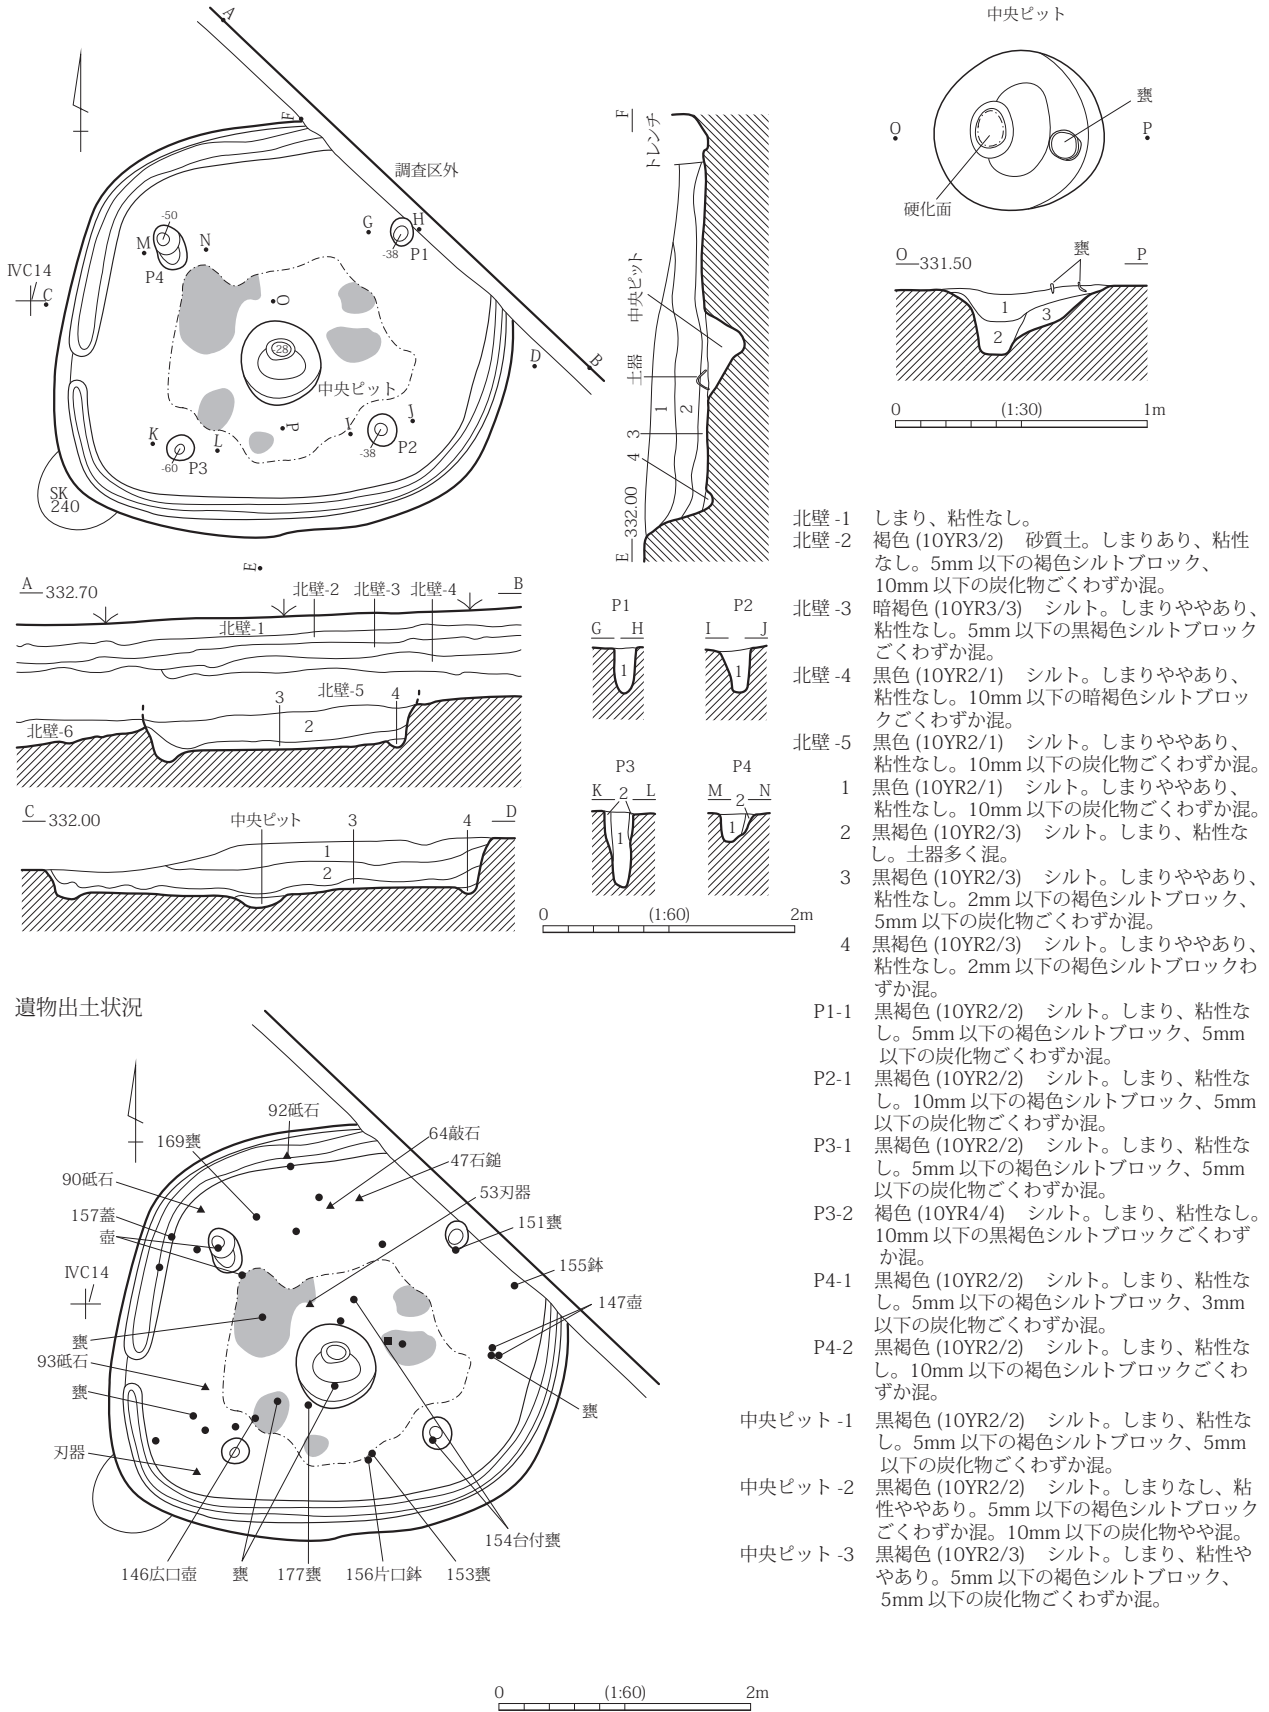 中央ピット
A
F
調査区外
-50
M
N
P4
G
H
-38
P1
ⅣC14
C
O
28
中央ピット
D
B
K
L
-60
P3
P
I
J
-38
P2
SK
240
E
F
トレンチ
中央ピット
土器
1
2
3
4
E
332.00
甕
O
P
硬化面
O
331.50
甕
P
1
2
3
0
(1:30)
1m
A
332.70
北壁-2
北壁-3
北壁-4
B
北壁-1
北壁-5
3
4
2
北壁-6
C
332.00
中央ピット
3
4
D
1
2
P1
G
H
1
P2
I
J
1
P3
K
2
L
1
P4
M
2
N
1
0
(1:60)
2m
北壁 -1 しまり、粘性なし。
北壁 -2 褐色 (10YR3/2) 砂質土。しまりあり、粘性
なし。5mm 以下の褐色シルトブロック、
10mm 以下の炭化物ごくわずか混。
北壁 -3 暗褐色 (10YR3/3) シルト。しまりややあり、
粘性なし。5mm 以下の黒褐色シルトブロック
ごくわずか混。
北壁 -4 黒色 (10YR2/1) シルト。しまりややあり、
粘性なし。10mm 以下の暗褐色シルトブロッ
クごくわずか混。
北壁 -5 黒色 (10YR2/1) シルト。しまりややあり、
粘性なし。10mm 以下の炭化物ごくわずか混。
1 黒色 (10YR2/1) シルト。しまりややあり、
粘性なし。10mm 以下の炭化物ごくわずか混。
2 黒褐色 (10YR2/3) シルト。しまり、粘性な
し。土器多く混。
3 黒褐色 (10YR2/3) シルト。しまりややあり、
粘性なし。2mm 以下の褐色シルトブロック、
5mm 以下の炭化物ごくわずか混。
4 黒褐色 (10YR2/3) シルト。しまりややあり、
粘性なし。2mm 以下の褐色シルトブロックわ
ずか混。
P1-1 黒褐色 (10YR2/2) シルト。しまり、粘性な
し。5mm 以下の褐色シルトブロック、5mm
以下の炭化物ごくわずか混。
P2-1 黒褐色 (10YR2/2) シルト。しまり、粘性な
し。10mm 以下の褐色シルトブロック、5mm
以下の炭化物ごくわずか混。
P3-1 黒褐色 (10YR2/2) シルト。しまり、粘性な
し。5mm 以下の褐色シルトブロック、5mm
以下の炭化物ごくわずか混。
P3-2 褐色 (10YR4/4) シルト。しまり、粘性なし。
10mm 以下の黒褐色シルトブロックごくわず
か混。
P4-1 黒褐色 (10YR2/2) シルト。しまり、粘性な
し。5mm 以下の褐色シルトブロック、3mm
以下の炭化物ごくわずか混。
P4-2 黒褐色 (10YR2/2) シルト。しまり、粘性な
し。10mm 以下の褐色シルトブロックごくわ
ずか混。
中央ピット -1 黒褐色 (10YR2/2) シルト。しまり、粘性な
し。5mm 以下の褐色シルトブロック、5mm
以下の炭化物ごくわずか混。
中央ピット -2 黒褐色 (10YR2/2) シルト。しまりなし、粘
性ややあり。5mm 以下の褐色シルトブロック
ごくわずか混。10mm 以下の炭化物やや混。
中央ピット -3 黒褐色 (10YR2/3) シルト。しまり、粘性や
やあり。5mm 以下の褐色シルトブロック、
5mm 以下の炭化物ごくわずか混。
遺物出土状況
92砥石
169甕
64敲石
47石鎚
90砥石
53刃器
157蓋
151甕
壺
155鉢
ⅣC14
147壺
甕
93砥石
甕
甕
刃器
154台付甕
146広口壺
甕
177甕
156片口鉢
153甕
0
(1:60)
2m